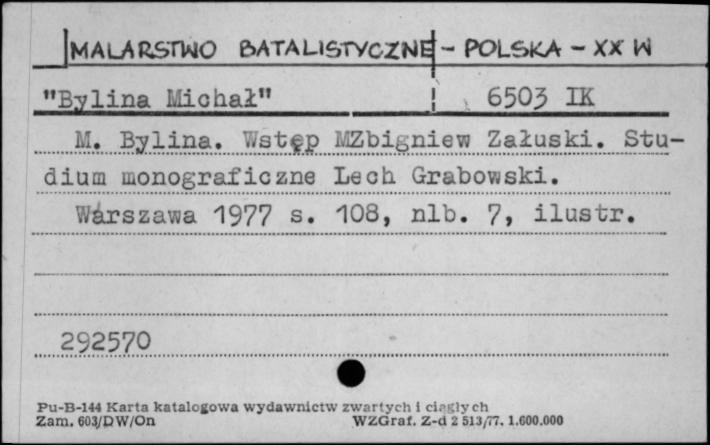 MALARSTWO BATALISTYCZNE - POLSKA - XX W
"Bylina Michał" 6503 IK
M. Bylina. Wstęp MZbigniew Załuski. Stu-
dium monograficzne Lech Grabowski.
Warszawa 1977 s. 108, nlb. 7, ilustr.
292570
Pu-B-144 Karta katalogowa wydawnictw zwartych i ciągłych
Zam. 603/DW/On WZGraf. Z-d 2 513/77. 1.600.000